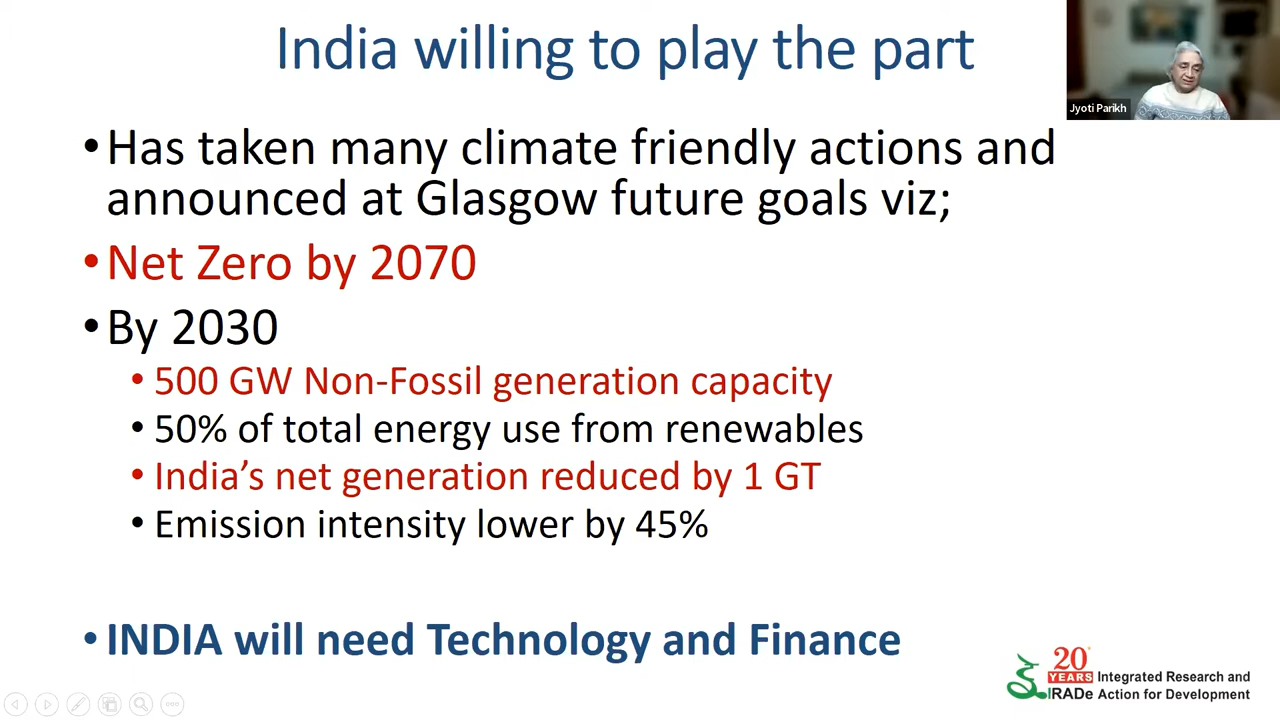 India willing to play the part
Jyoti Parikh
•Has taken many climate friendly actions and
announced at Glasgow future goals viz;
•Net Zero by 2070
•By 2030
•500 GW Non-Fossil generation capacity
•50% of total energy use from renewables
•India’s net generation reduced by 1 GT
•Emission intensity lower by 45%
•INDIA will need Technology and Finance
20
YEARS
IRADe
Integrated Research and
Action for Development